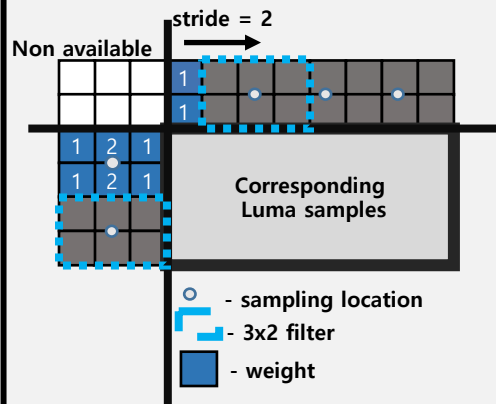 stride = 2
Non available
1
1
1 2 1
1 2 1
Corresponding
Luma samples
- sampling location
- 3x2 filter
- weight